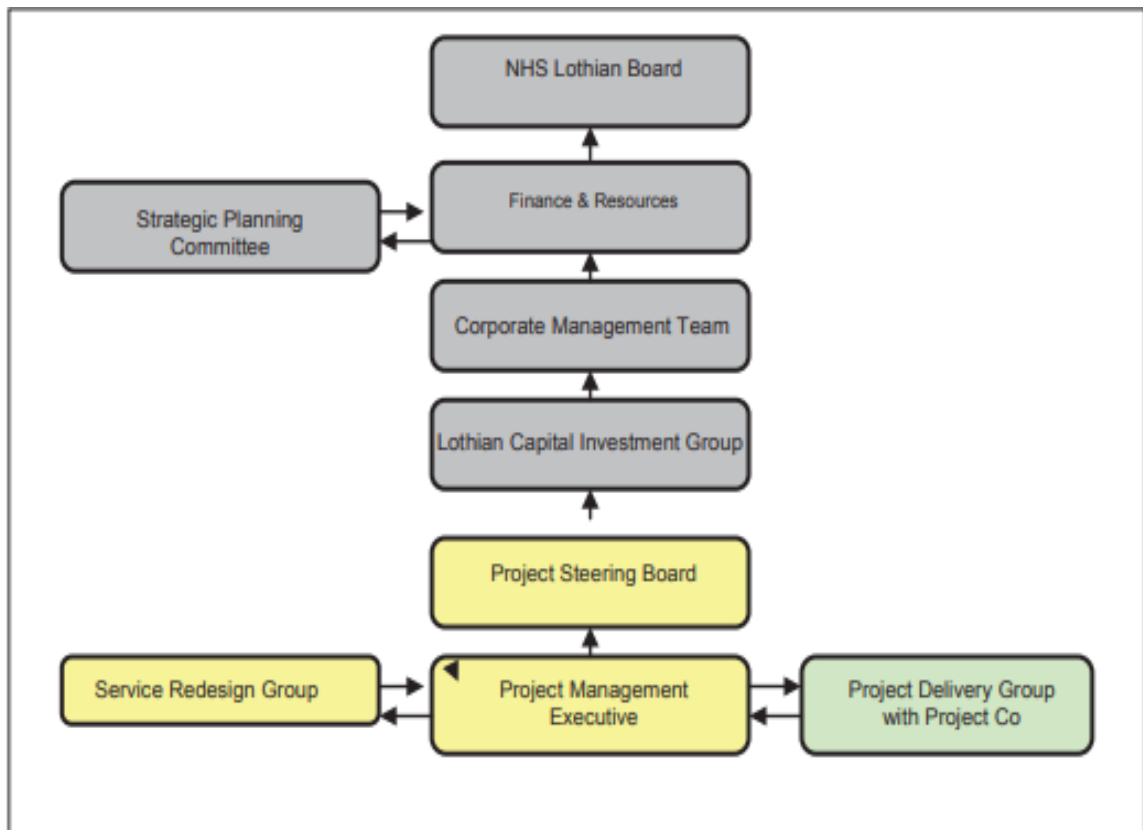 NHS Lothian Board
Finance & Resources
Strategic Planning
Committee
Corporate Management Team
Lothian Capital Investment Group
Project Steering Board
Service Redesign Group
Project Management
Executive
Project Delivery Group
with Project Co